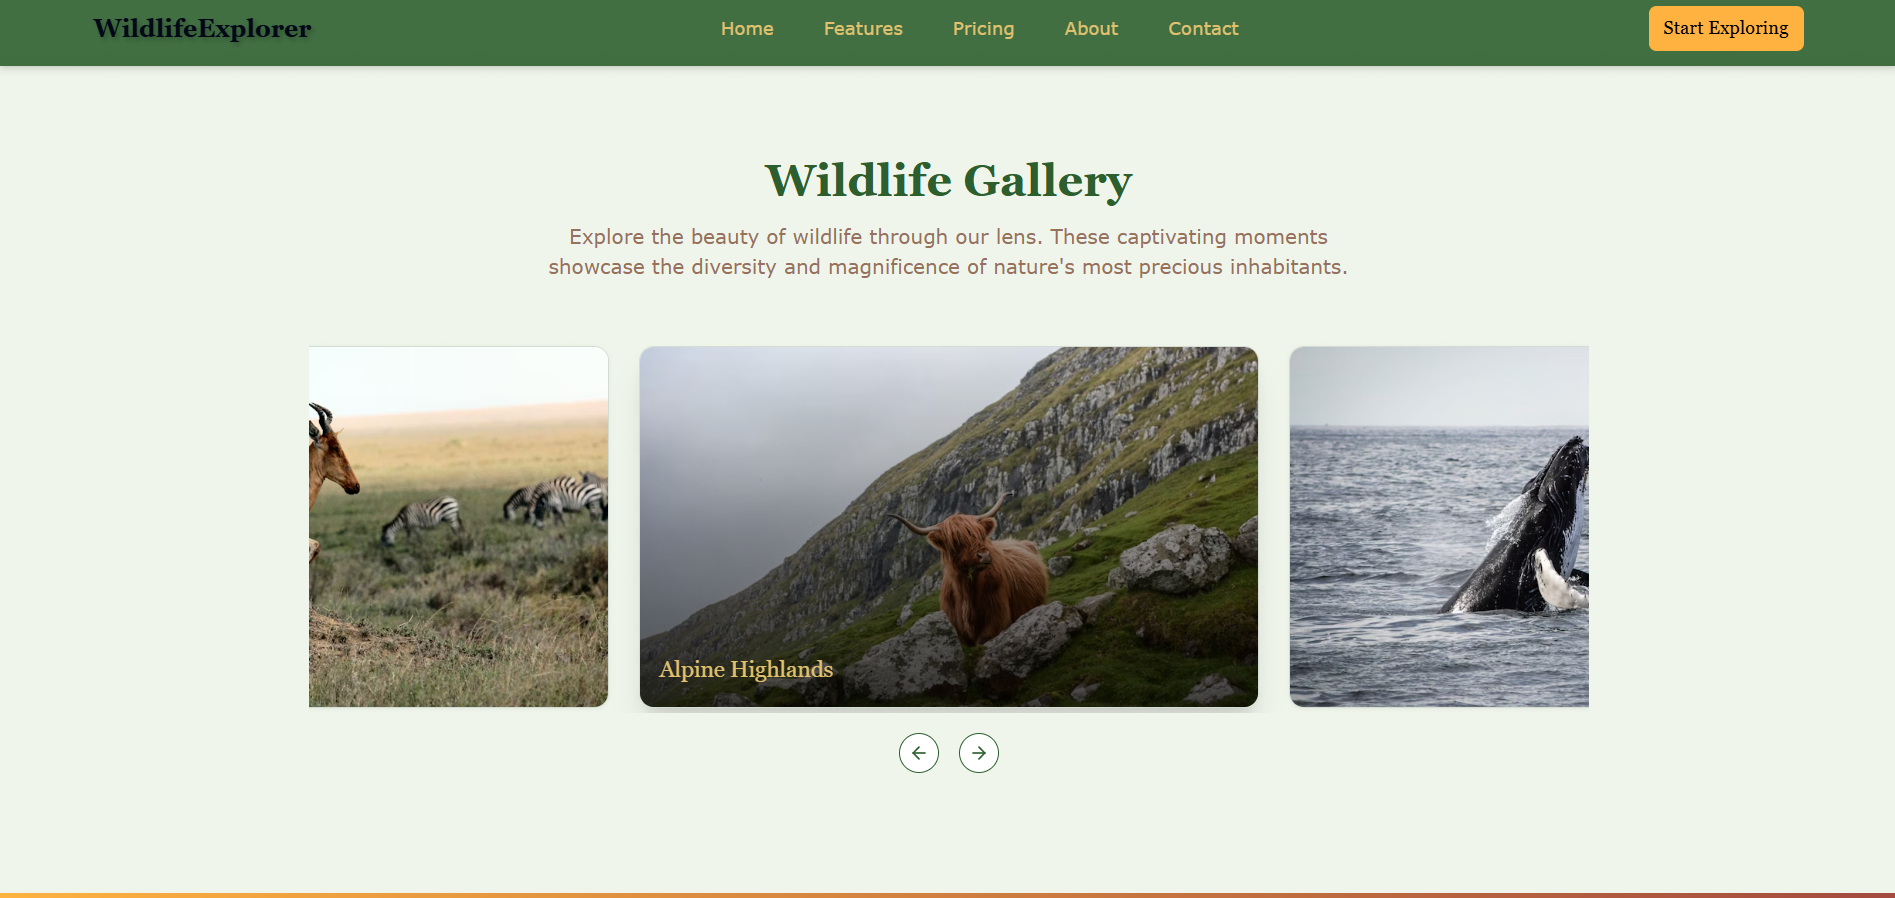 WildlifeExplorer
Home
Features
Pricing
About
Contact
Start Exploring
Wildlife Gallery
Explore the beauty of wildlife through our lens. These captivating moments
showcase the diversity and magnificence of nature's most precious inhabitants.
Alpine Highlands